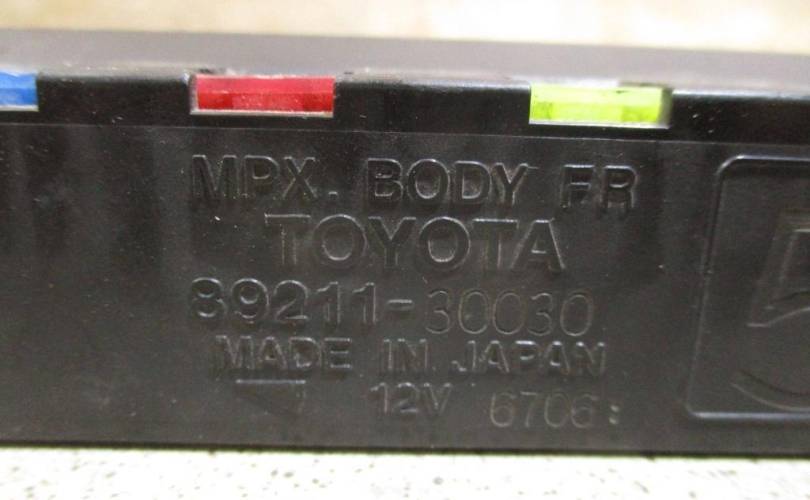 MPX. BODY FR
TOYOTA
89211-30030
MADE IN JAPAN
12V 6706: